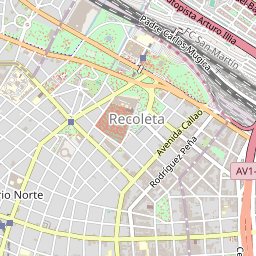 Autopista Arturo Illia
FC San Martín
Padre Carlos Mugica
Recoleta
Avenida Callao
Rodríguez Peña
AV1-
rio Norte